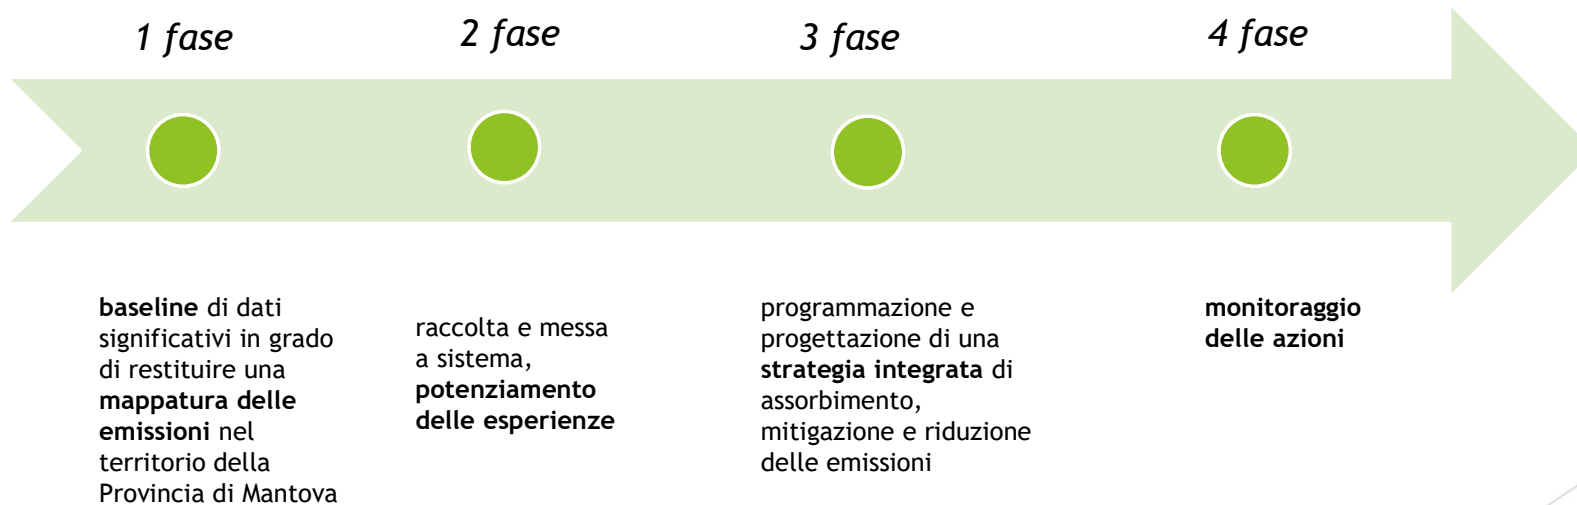 1 fase
2 fase
3 fase
4 fase
baseline di dati
significativi in grado
di restituire una
mappatura delle
emissioni nel
territorio della
Provincia di Mantova
raccolta e messa
a sistema,
potenziamento
delle esperienze
programmazione e
progettazione di una
strategia integrata di
assorbimento,
mitigazione e riduzione
delle emissioni
monitoraggio
delle azioni